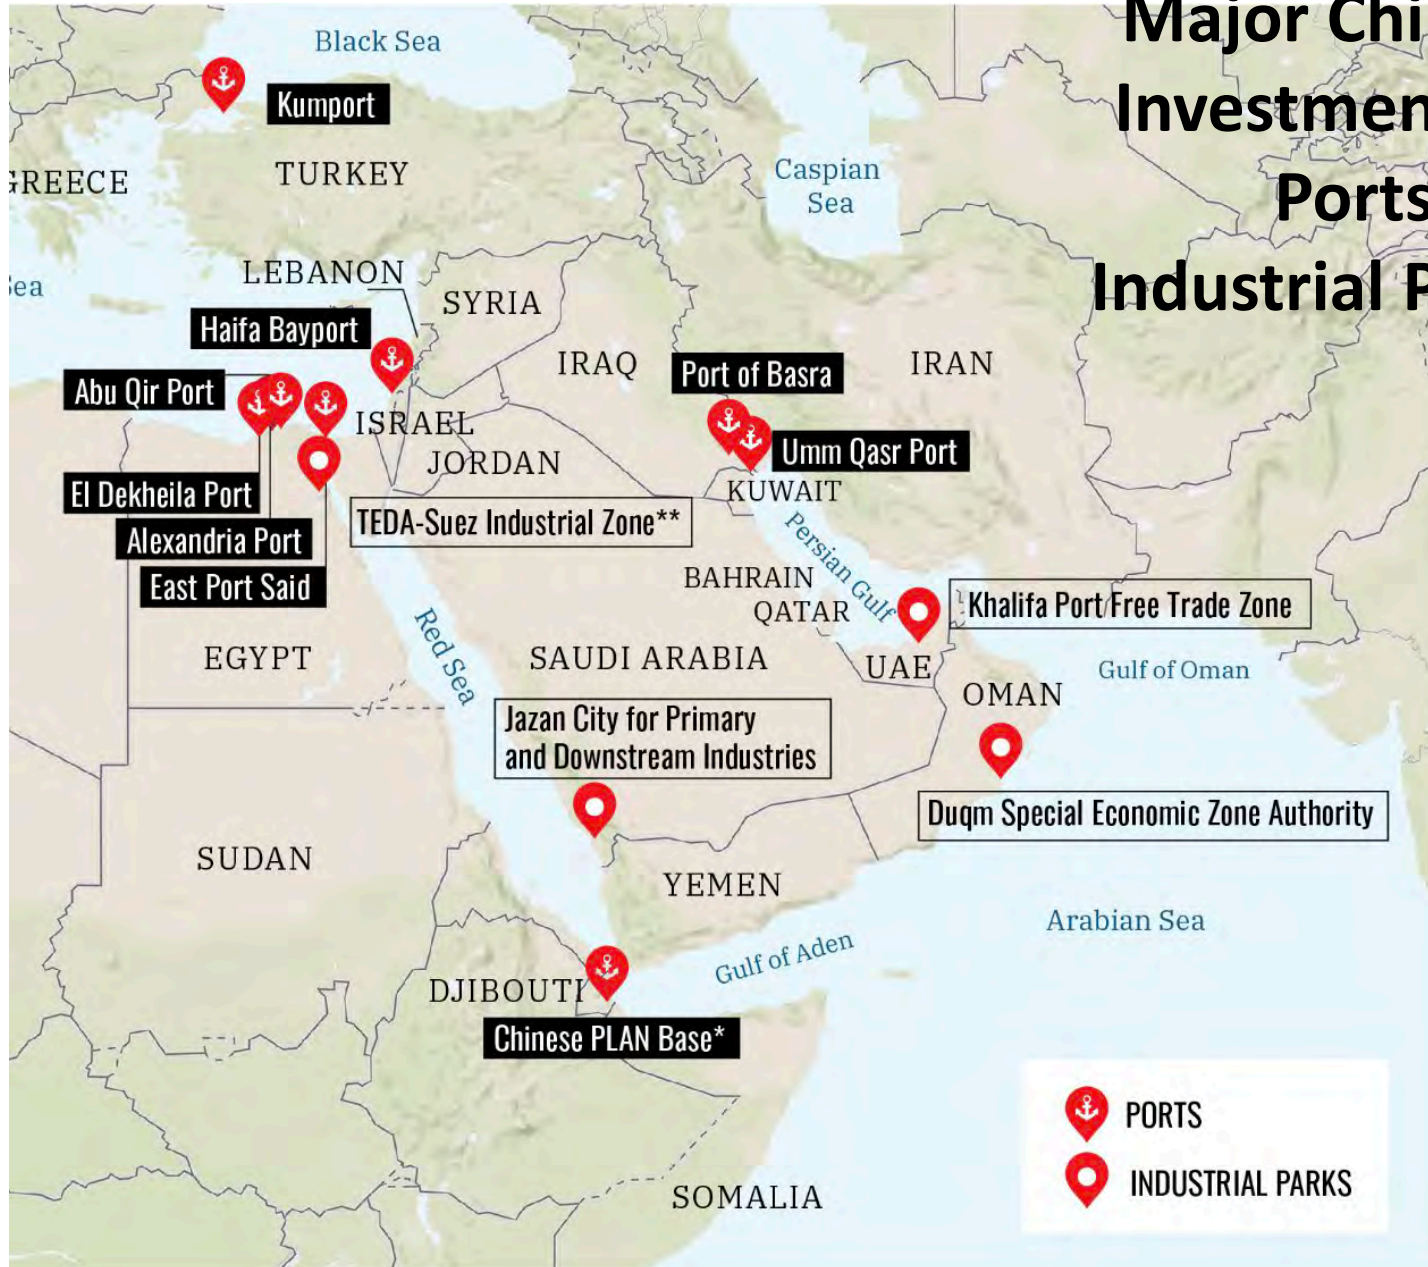 Major Chi
Investmen
Ports
Industrial P
Black Sea
Kumport
GREECE
TURKEY
Caspian
Sea
LEBANON
Sea
SYRIA
Haifa Bayport
IRAQ
IRAN
Port of Basra
Abu Qir Port
ISRAEL
Umm Qasr Port
JORDAN
El Dekheila Port
KUWAIT
TEDA-Suez Industrial Zone**
Alexandria Port
Persian Gulf
East Port Said
BAHRAIN
QATAR
Khalifa Port/Free Trade Zone
Red Sea
EGYPT
SAUDI ARABIA
UAE
Gulf of Oman
OMAN
Jazan City for Primary
and Downstream Industries
Duqm Special Economic Zone Authority
SUDAN
YEMEN
Arabian Sea
Gulf of Aden
DJIBOUTI
Chinese PLAN Base*
PORTS
INDUSTRIAL PARKS
SOMALIA